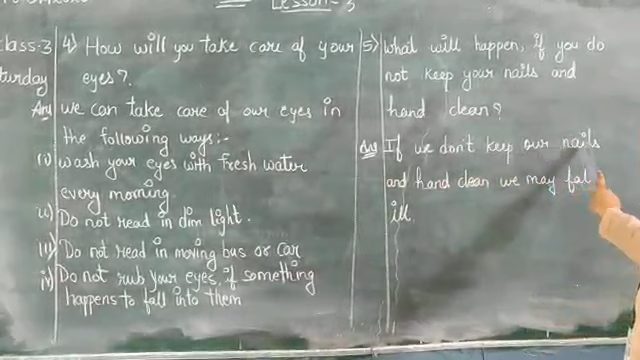 Lesson-3
Class-3
4) How will you take care of your
eyes?
Ans we can take care of our eyes in
the following ways:-
(i) wash your eyes with fresh water
every morning.
ii) Do not read in dim light.
iii) Do not read in moving bus or car
iv) Do not rub your eyes, if something
happens to fall into them
5) what will happen, if you do
not keep your nails and
hand clean?
Ans If we don't keep our nails
and hand clean we may fal
ill.